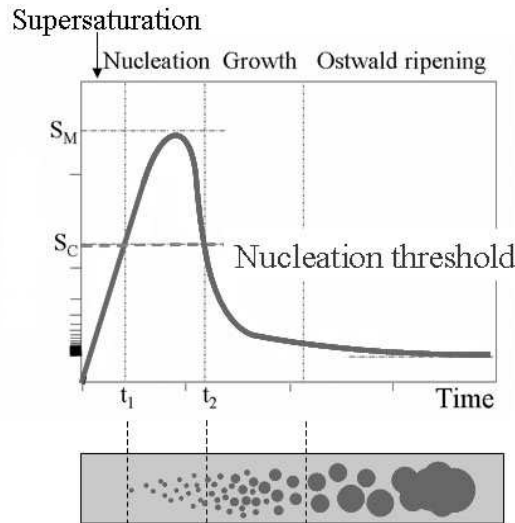 Supersaturation
Nucleation Growth Ostwald ripening
S_M
S_C
Nucleation threshold
t_1 t_2 Time